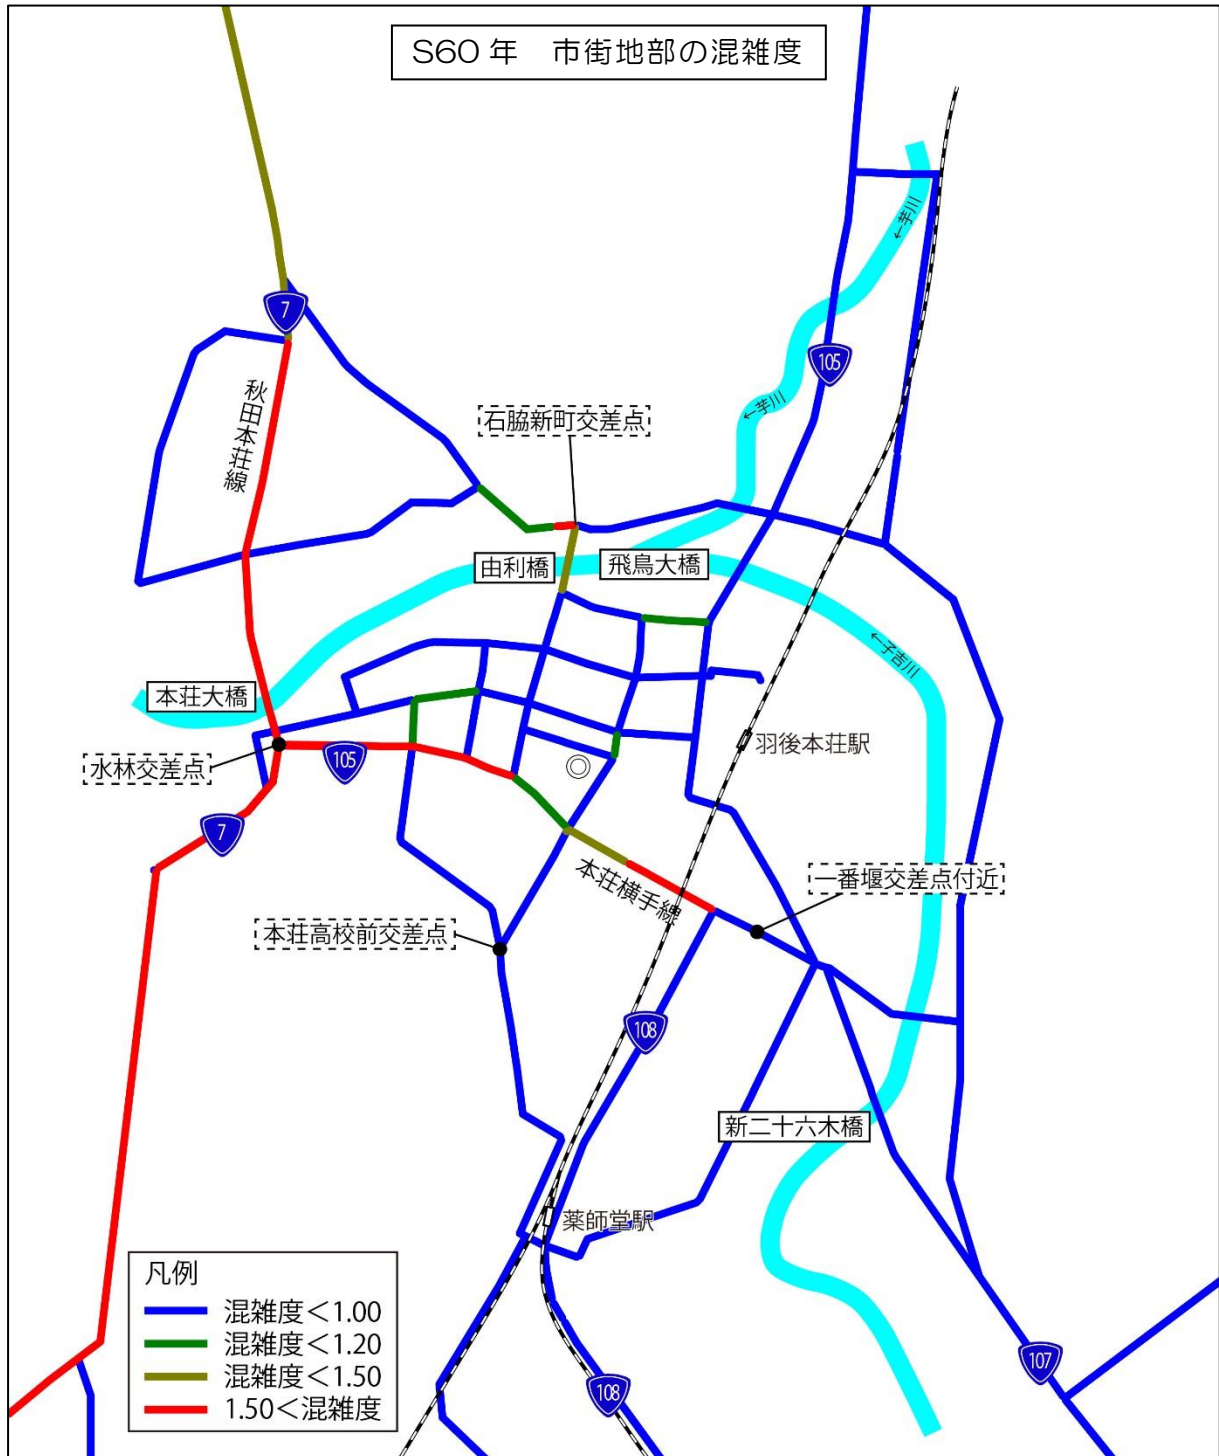 S60年　市街地部の混雑度
←芋川
7
105
秋田本荘線
←芋川
石脇新町交差点
由利橋
飛鳥大橋
←子吉川
本荘大橋
水林交差点
105
羽後本荘駅
7
本荘横手線
一番堰交差点付近
本荘高校前交差点
108
新二十六木橋
薬師堂駅
凡例
混雑度<1.00
混雑度<1.20
混雑度<1.50
1.50<混雑度
107
108